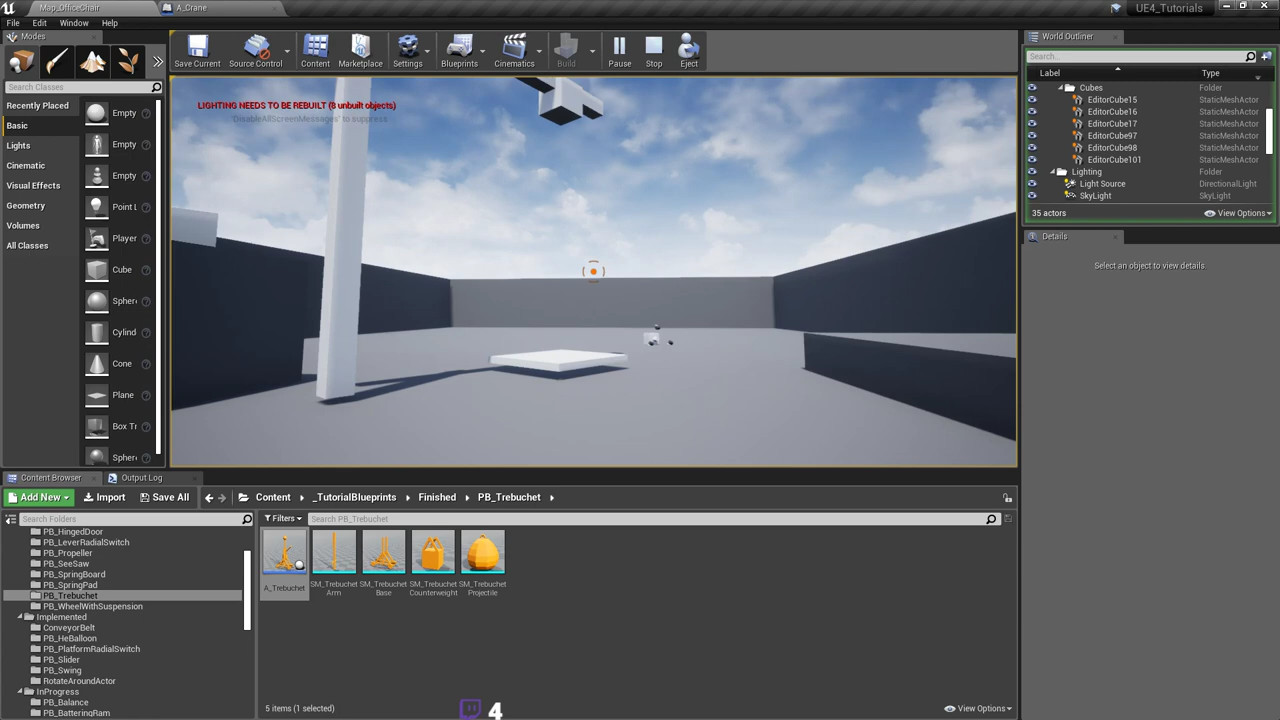 Map_OfficeChair
A_Crane
UE4_Tutorials
File
Edit
Window
Help
Modes
Search Classes
Recently Placed
Basic
Lights
Cinematic
Visual Effects
Geometry
Volumes
All Classes
Empty
Empty
Empty
Point L
Player
Cube
Spher
Cylind
Cone
Plane
Box Tr
Spher
Save Current
Source Control
Content
Marketplace
Settings
Blueprints
Cinematics
Build
Pause
Stop
Eject
LIGHTING NEEDS TO BE REBUILT (8 unbuilt objects)
'DisableAllScreenMessages' to suppress
World Outliner
Search...
Label
Type
Cubes
Folder
EditorCube15
StaticMeshActor
EditorCube16
StaticMeshActor
EditorCube17
StaticMeshActor
EditorCube97
StaticMeshActor
EditorCube98
StaticMeshActor
EditorCube101
StaticMeshActor
Lighting
Folder
Light Source
DirectionalLight
SkyLight
SkyLight
35 actors
View Options
Details
Select an object to view details
Content Browser
Output Log
Add New
Import
Save All
Content
_TutorialBlueprints
Finished
PB_Trebuchet
Search Folders
Filters
Search PB_Trebuchet
PB_HingedDoor
PB_LeverRadialSwitch
PB_Propeller
PB_SeeSaw
PB_SpringBoard
PB_SpringPad
PB_Trebuchet
PB_WheelWithSuspension
Implemented
ConveyorBelt
PB_HeBalloon
PB_PlatformRadialSwitch
PB_Slider
PB_Swing
RotateAroundActor
InProgress
PB_Balance
PB_BatteringRam
A_Trebuchet
SM_Trebuchet
Arm
SM_Trebuchet
Base
SM_Trebuchet
Counterweight
SM_Trebuchet
Projectile
5 items (1 selected)
View Options
4